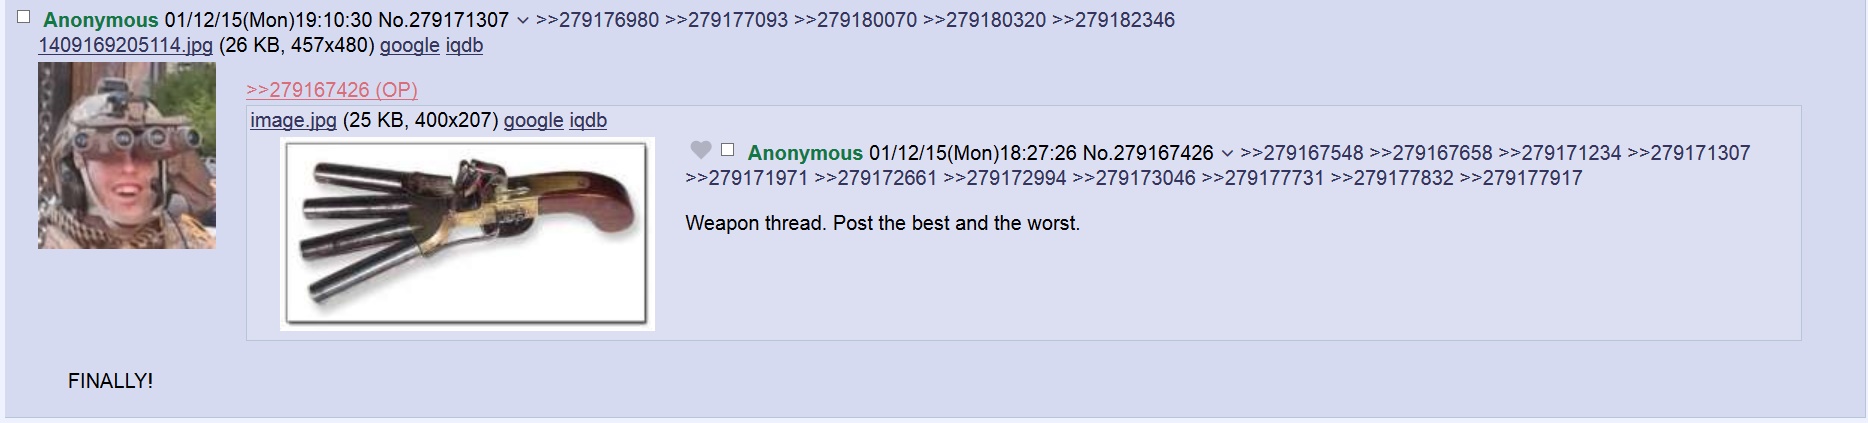 Anonymous 01/12/15(Mon)19:10:30 No.279171307 >>279176980 >>279177093 >>279180070 >>279180320 >>279182346
1409169205114.jpg (26 KB, 457x480) google iqdb
>>279167426 (OP)
image.jpg (25 KB, 400x207) google iqdb
Anonymous 01/12/15(Mon)18:27:26 No.279167426 >>279167548 >>279167658 >>279171234 >>279171307
>>279171971 >>279172661 >>279172994 >>279173046 >>279177731 >>279177832 >>279177917
Weapon thread. Post the best and the worst.
FINALLY!